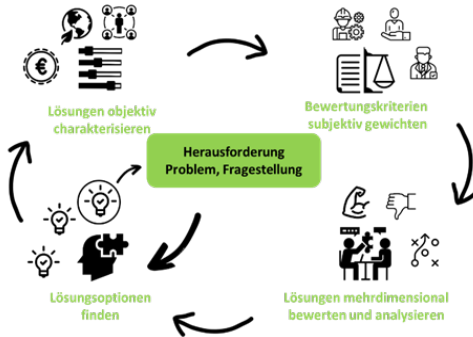 Lösungen objektiv
charakterisieren
Bewertungskriterien
subjektiv gewichten
Herausforderung
Problem, Fragestellung
Lösungsoptionen
finden
Lösungen mehrdimensional
bewerten und analysieren